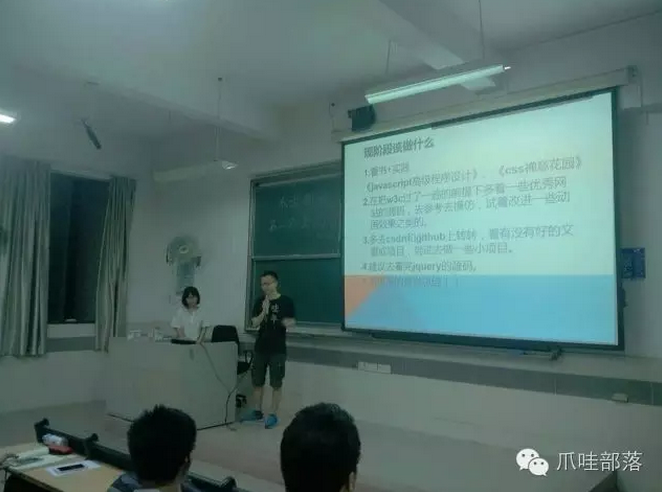 现阶段该做什么
1.看书+实践
《javascript高级程序设计》、《css禅意花园》
2.在把w3c过了一遍的前提下多看一些优秀网
站的源码，去参考去模仿，试着改进一些动
画效果之类的。
3.多去csdn和github上转转，看有没有好的文
章或项目，尝试去做一些小项目。
4.建议去看完jquery的源码。
爪哇部落